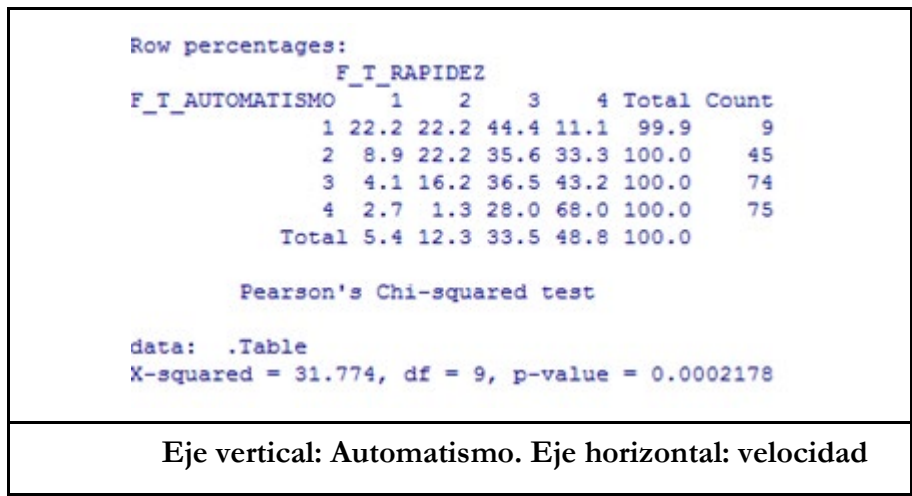 Row percentages:
F_T_RAPIDEZ
F_T_AUTOMATISMO 1 2 3 4 Total Count
1 22.2 22.2 44.4 11.1 99.9 9
2 8.9 22.2 35.6 33.3 100.0 45
3 4.1 16.2 36.5 43.2 100.0 74
4 2.7 1.3 28.0 68.0 100.0 75
Total 5.4 12.3 33.5 48.8 100.0
Pearson's Chi-squared test
data: .Table
X-squared = 31.774, df = 9, p-value = 0.0002178
Eje vertical: Automatismo. Eje horizontal: velocidad